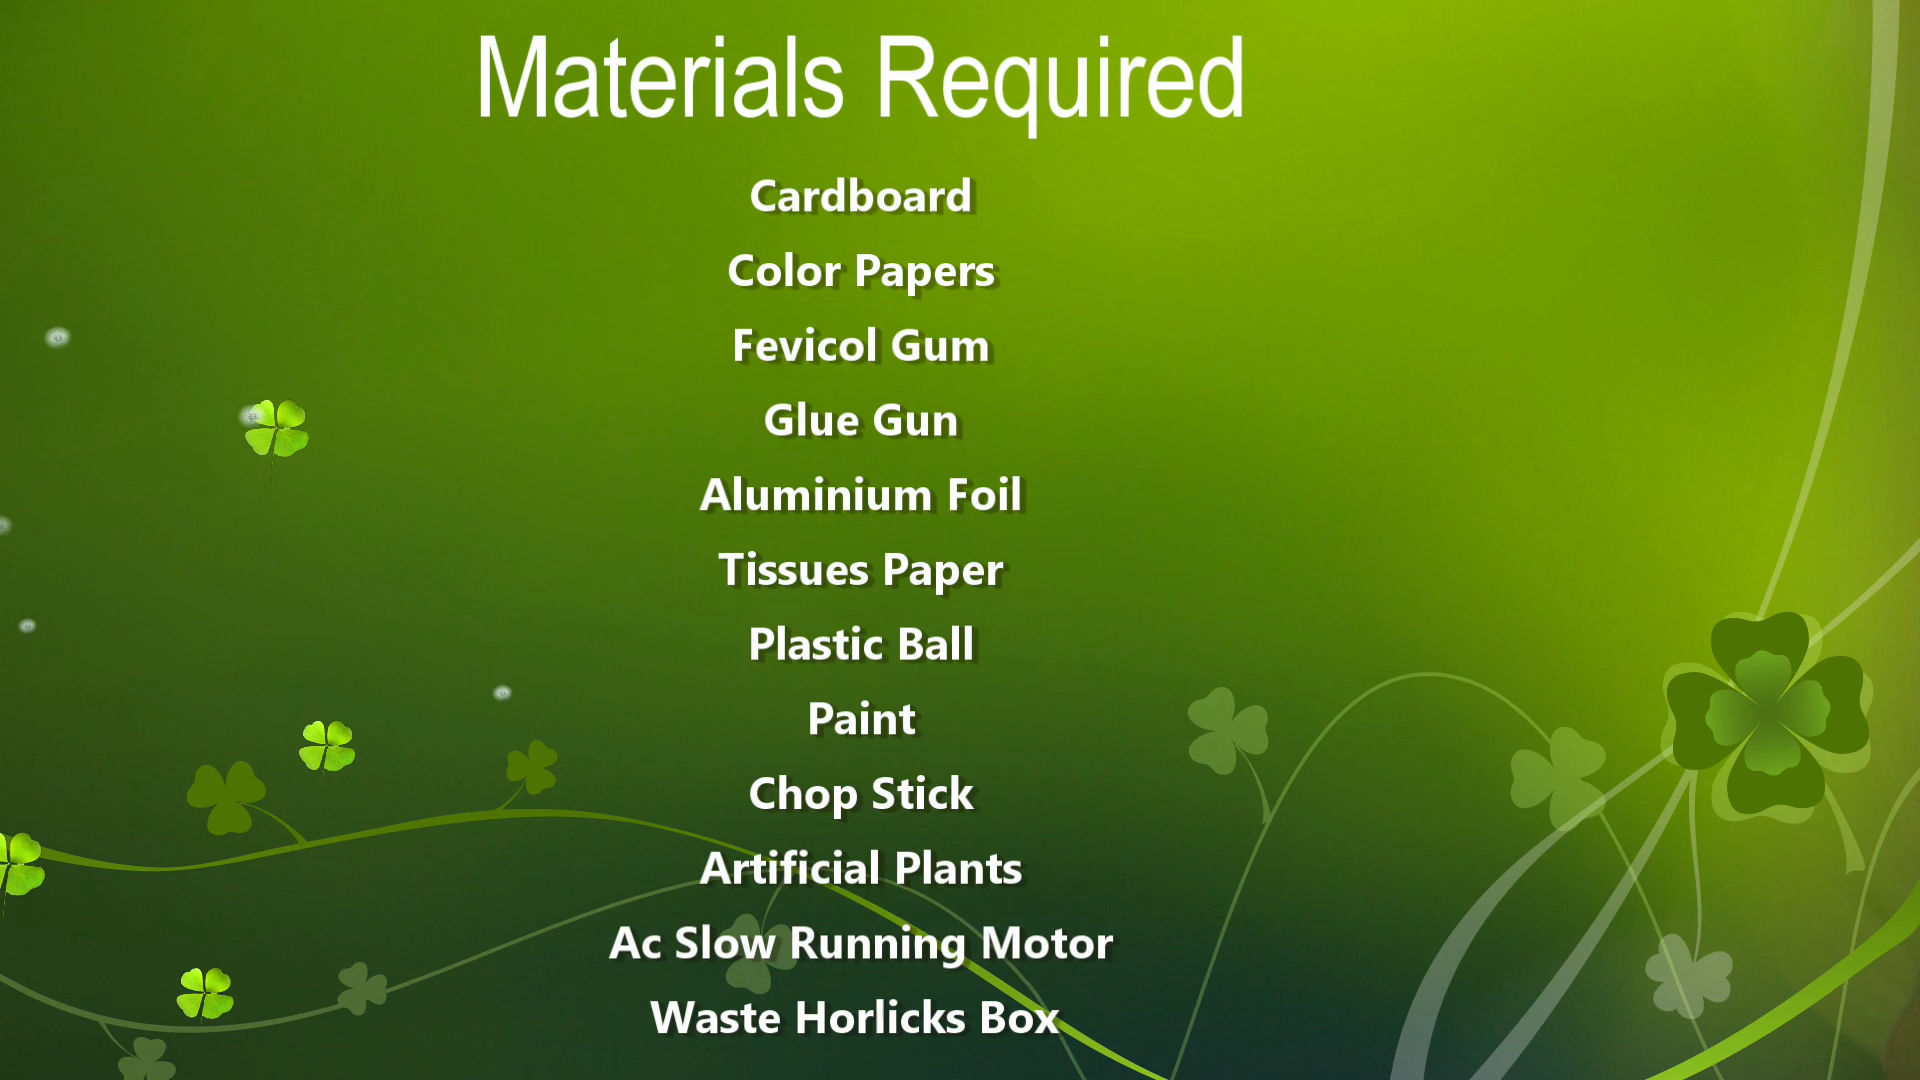 Materials Required
Cardboard
Color Papers
Fevicol Gum
Glue Gun
Aluminium Foil
Tissues Paper
Plastic Ball
Paint
Chop Stick
Artificial Plants
Ac Slow Running Motor
Waste Horlicks Box